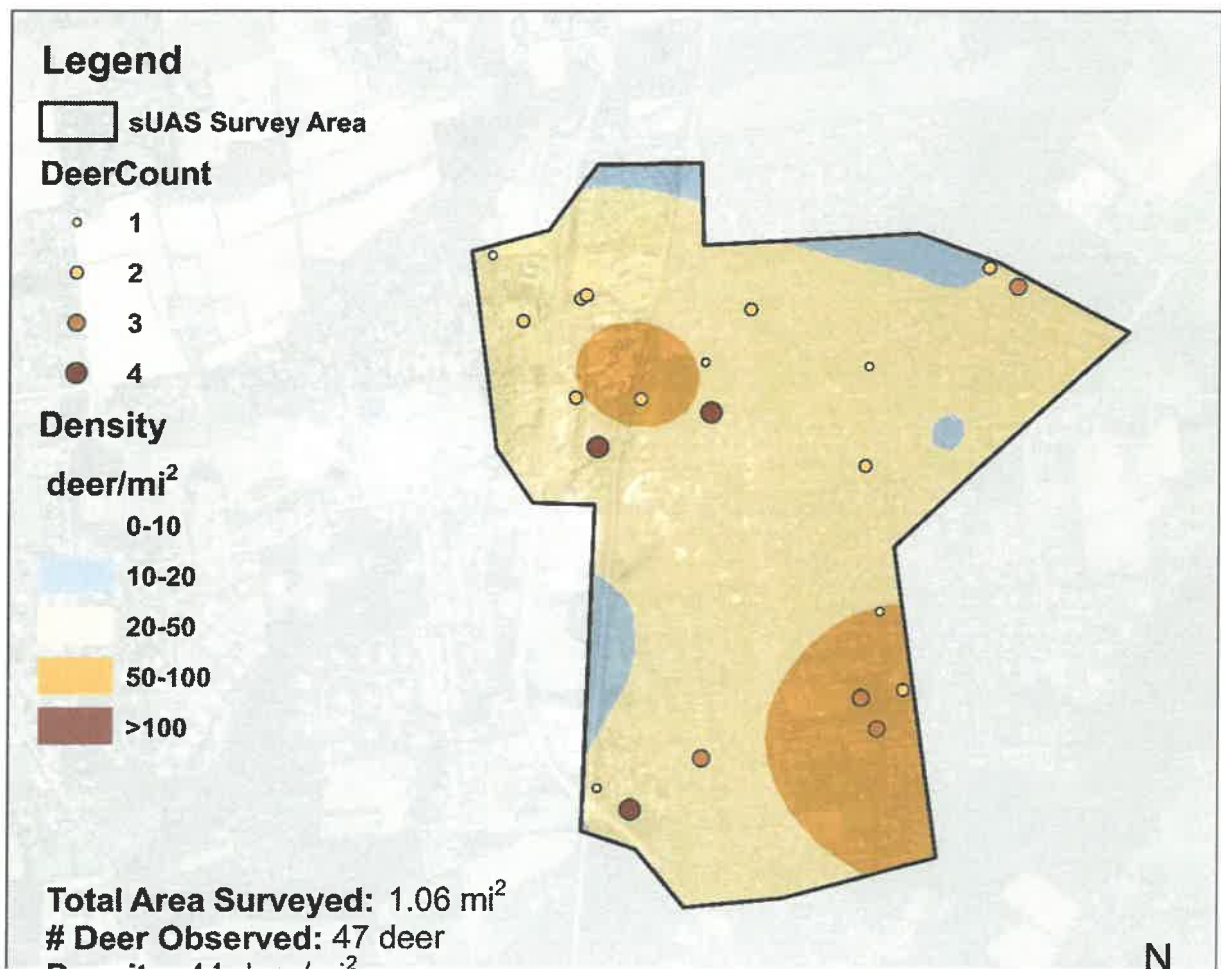 Legend
sUAS Survey Area
DeerCount
1
2
3
4
Density
deer/mi²
0-10
10-20
20-50
50-100
>100
Total Area Surveyed: 1.06 mi²
# Deer Observed: 47 deer
N